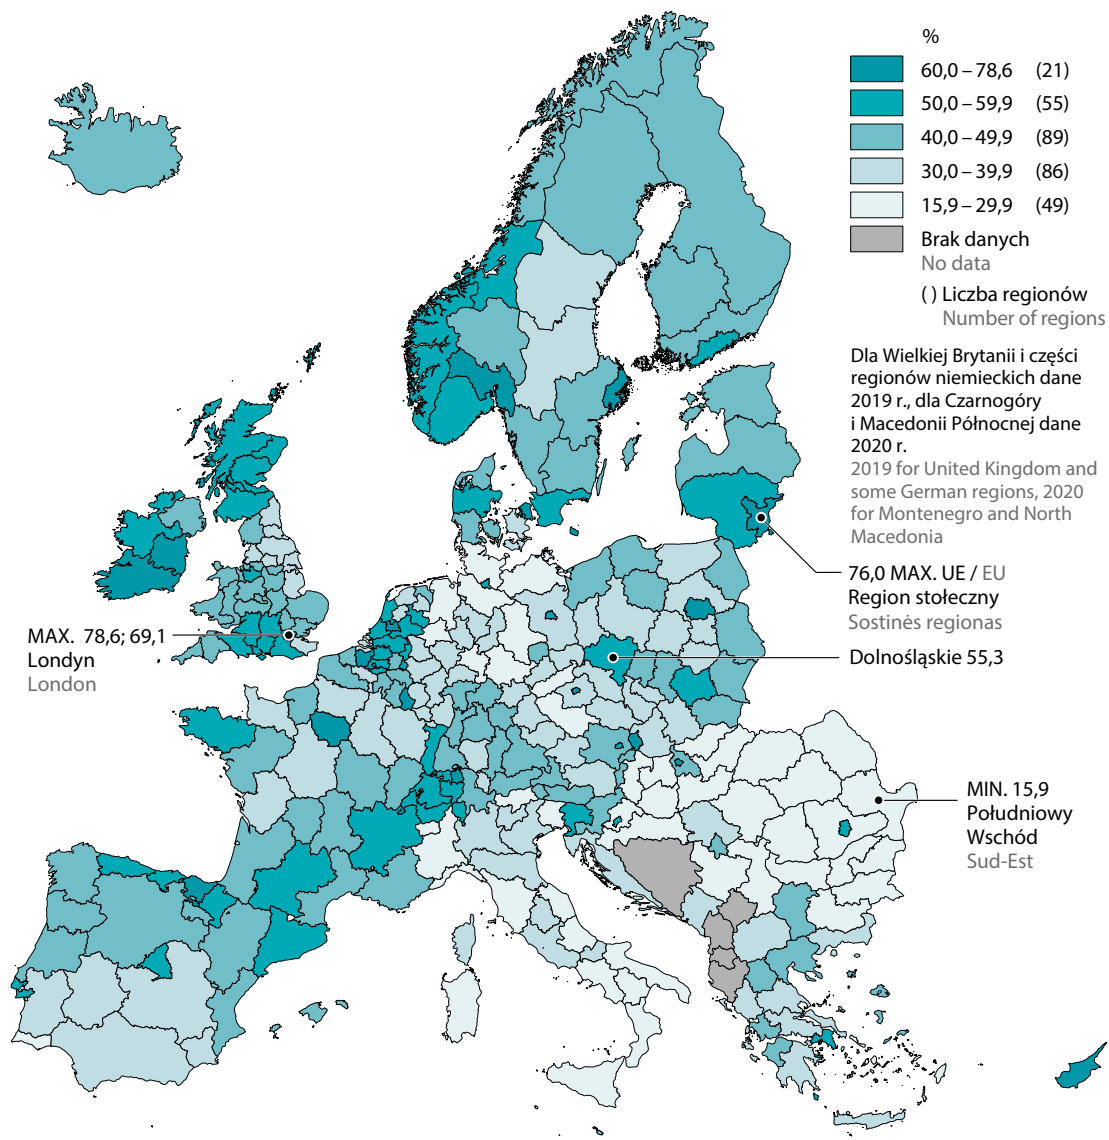 %
60,0 – 78,6 (21)
50,0 – 59,9 (55)
40,0 – 49,9 (89)
30,0 – 39,9 (86)
15,9 – 29,9 (49)
Brak danych
No data
( ) Liczba regionów
Number of regions
Dla Wielkiej Brytanii i części
regionów niemieckich dane
2019 r., dla Czarnogóry
i Macedonii Północnej dane
2020 r.
2019 for United Kingdom and
some German regions, 2020
for Montenegro and North
Macedonia
76,0 MAX. UE / EU
Region stołeczny
Sostinės regionas
MAX. 78,6; 69,1
Londyn
London
Dolnośląskie 55,3
MIN. 15,9
Południowy
Wschód
Sud-Est